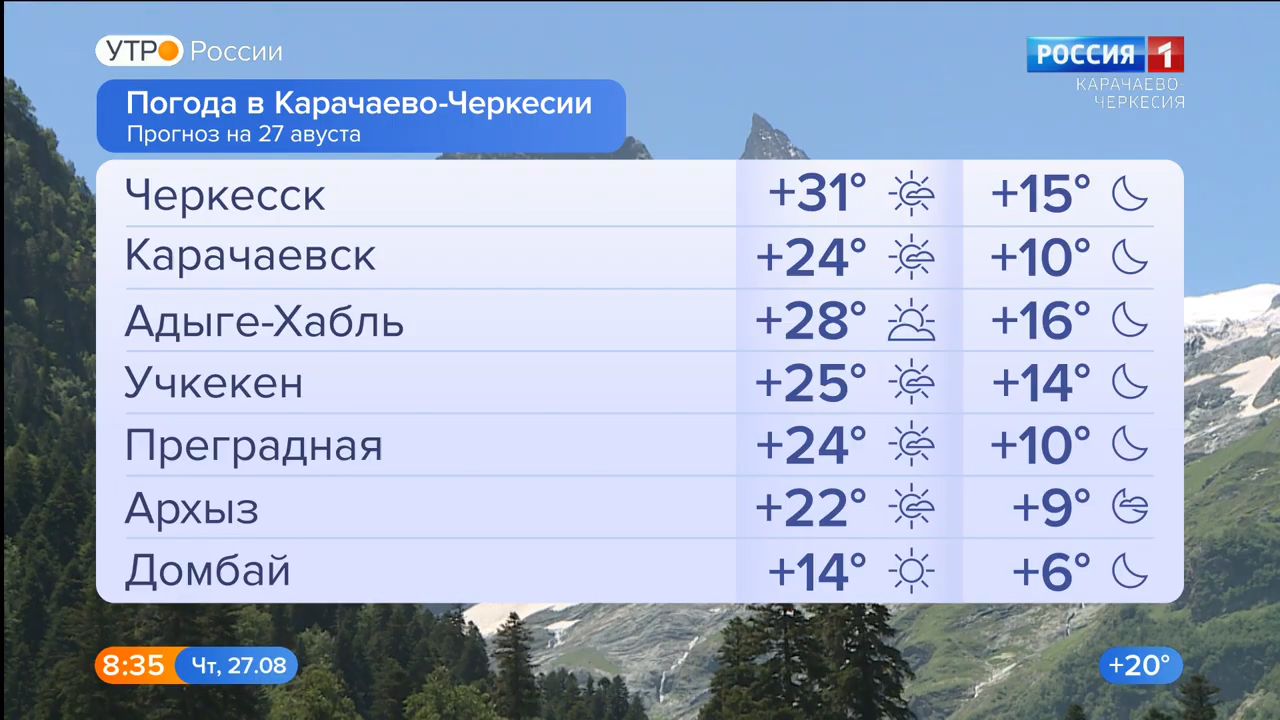 УТРО России
РОССИЯ 1
КАРАЧАЕВО-
ЧЕРКЕСИЯ
Погода в Карачаево-Черкесии
Прогноз на 27 авуста
Черкесск +31° +15°
Карачаевск +24° +10°
Адыге-Хабль +28° +16°
Учкекен +25° +14°
Преградная +24° +10°
Архыз +22° +9°
Домбай +14° +6°
8:35 Чт, 27.08 +20°